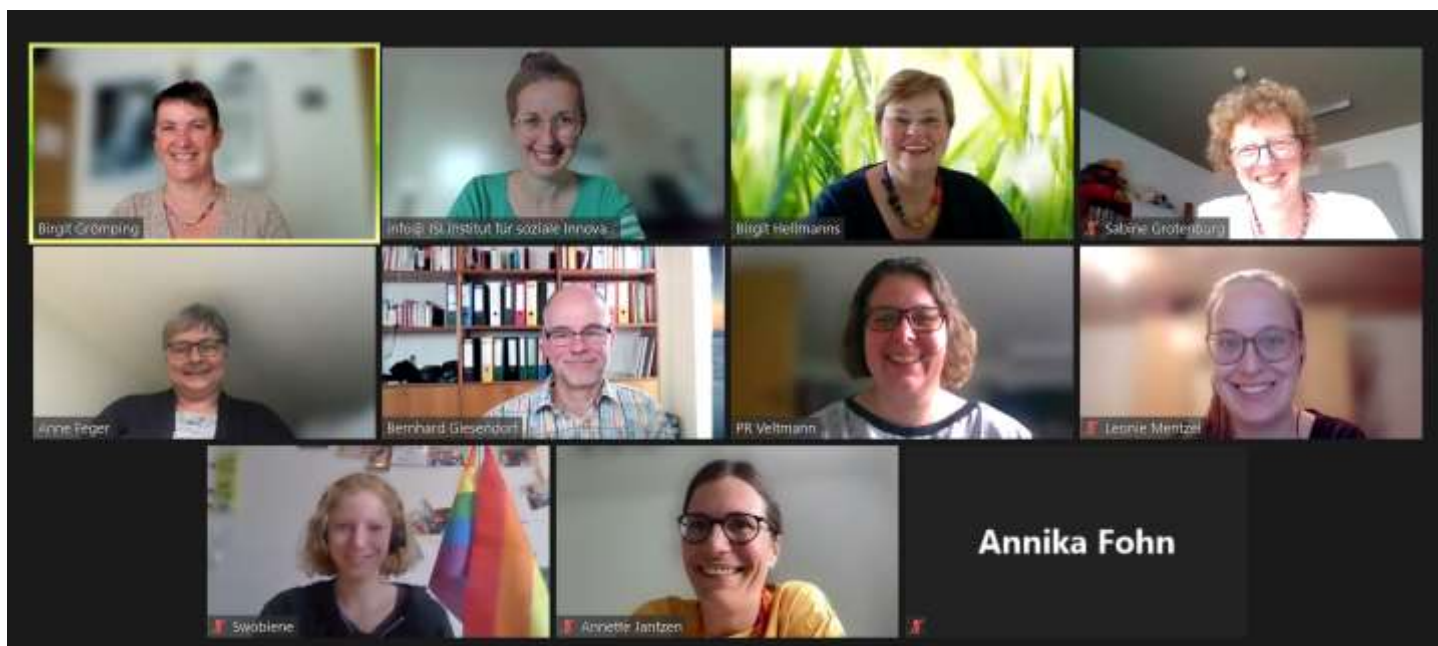 Birgit Grömping
info@ ISI Institut für soziale Innova...
Birgit Hellmanns
Sabine Grotenburg
Anne Feger
Bernhard Giesendorf
PR Veltmann
Leonie Mentzel
Swobiene
Annette Jantzen
Annika Fohn